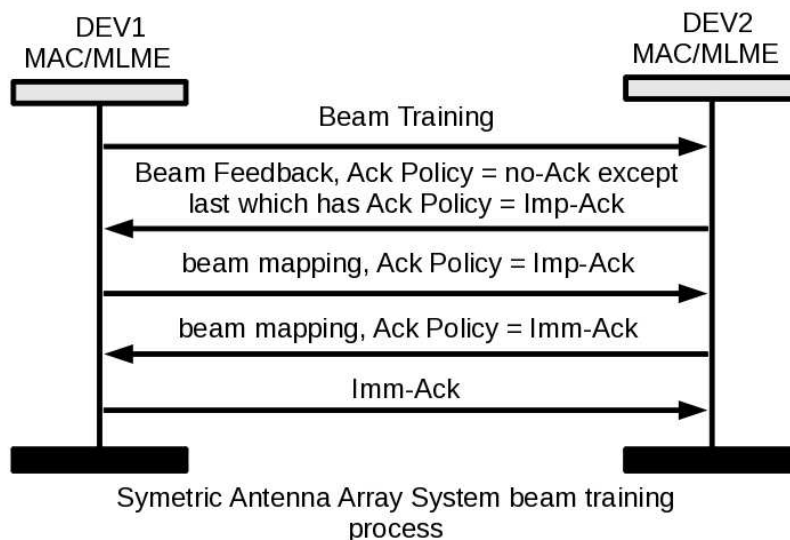 DEV1
MAC/MLME
DEV2
MAC/MLME
Beam Training
Beam Feedback, Ack Policy = no-Ack except
last which has Ack Policy = Imp-Ack
beam mapping, Ack Policy = Imp-Ack
beam mapping, Ack Policy = Imm-Ack
Imm-Ack
Symetric Antenna Array System beam training
process